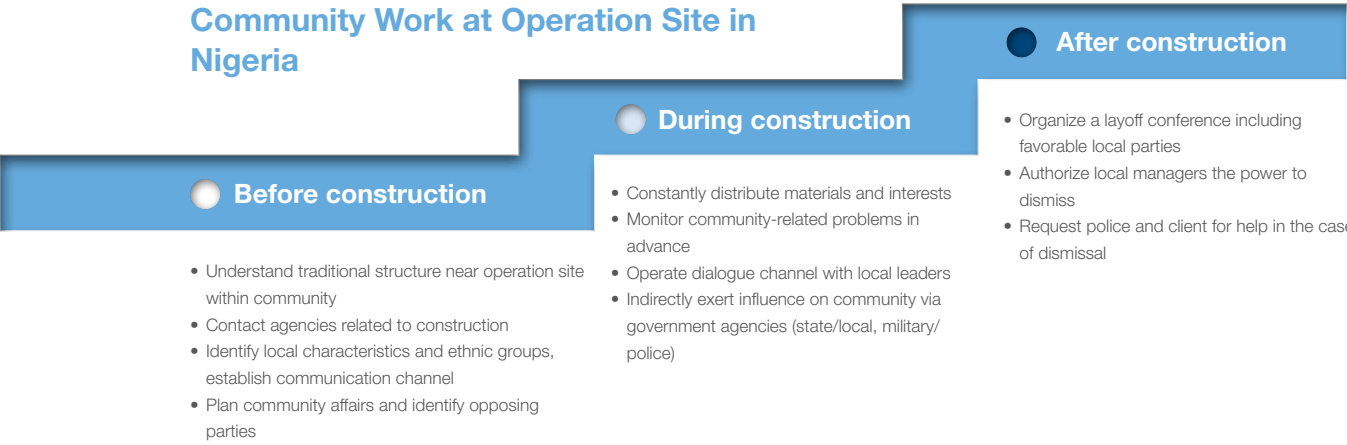 Community Work at Operation Site in
Nigeria
Before construction
• Understand traditional structure near operation site
within community
• Contact agencies related to construction
• Identify local characteristics and ethnic groups,
establish communication channel
• Plan community affairs and identify opposing
parties
During construction
• Constantly distribute materials and interests
• Monitor community-related problems in
advance
• Operate dialogue channel with local leaders
• Indirectly exert influence on community via
government agencies (state/local, military/
police)
After construction
• Organize a layoff conference including
favorable local parties
• Authorize local managers the power to
dismiss
• Request police and client for help in the case
of dismissal